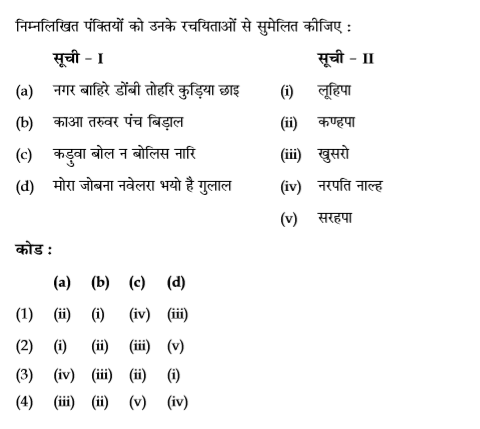 निम्नलिखित पंक्तियों को उनके रचयिताओं से सुमेलित कीजिए :
सूची - I सूची - II
(a) नगर बाहिरे डोंबी तोहरि कुड़िया छाइ (i) लूहिपा
(b) काआ तरुवर पंच बिड़ाल (ii) कण्हपा
(c) कड़ुवा बोल न बोलिस नारि (iii) खुसरो
(d) मोरा जोबना नवेलरा भयो है गुलाल (iv) नरपति नाल्ह
(v) सरहपा
कोड :
(a) (b) (c) (d)
(1) (ii) (i) (iv) (iii)
(2) (i) (ii) (iii) (v)
(3) (iv) (iii) (ii) (i)
(4) (iii) (ii) (v) (iv)